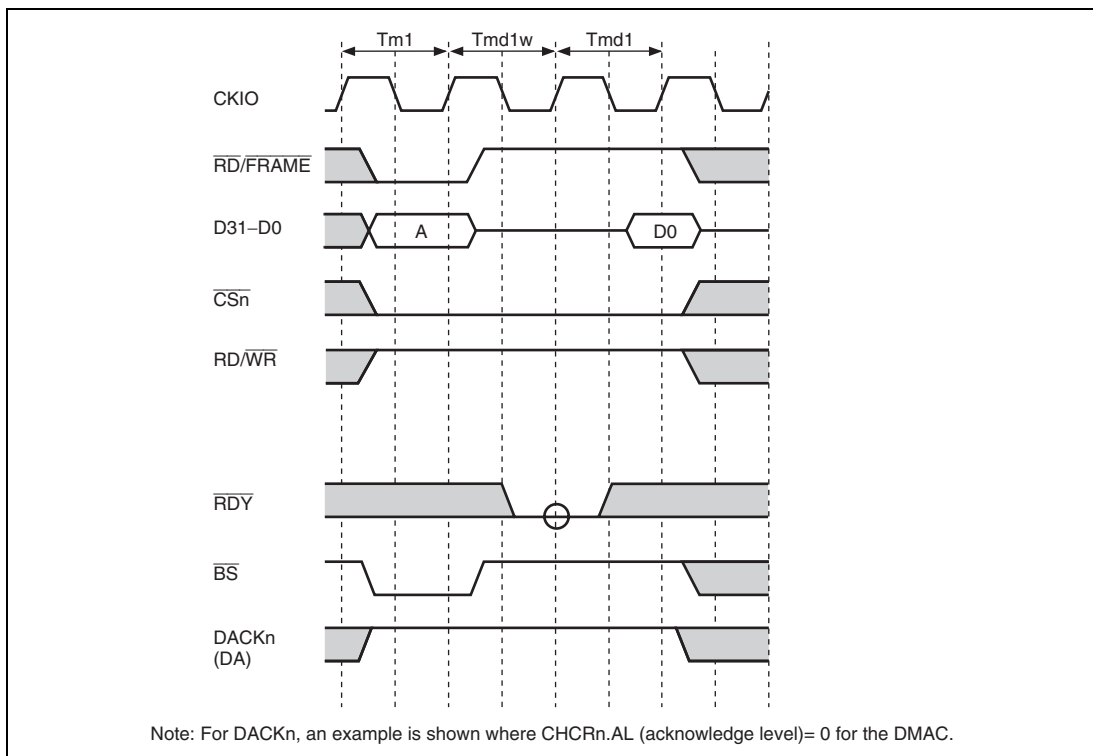 Tm1 Tmd1w Tmd1
CKIO
RD/FRAME
D31–D0 A D0
CSn
RD/WR
RDY
BS
DACKn
(DA)
Note: For DACKn, an example is shown where CHCRn.AL (acknowledge level)= 0 for the DMAC.